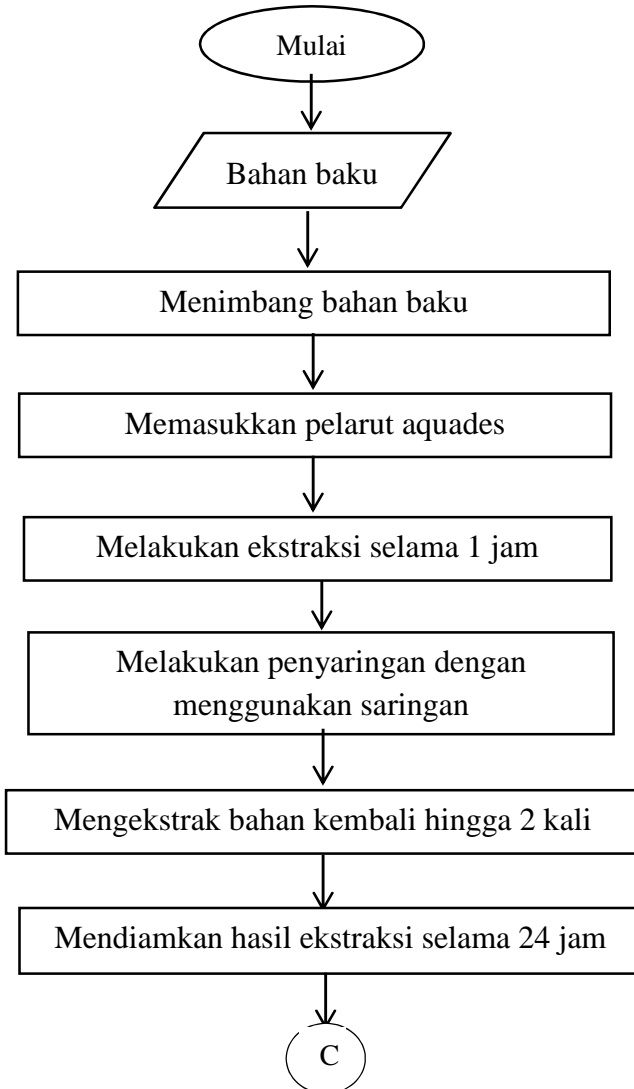 Mulai
Bahan baku
Menimbang bahan baku
Memasukkan pelarut aquades
Melakukan ekstraksi selama 1 jam
Melakukan penyaringan dengan
menggunakan saringan
Mengekstrak bahan kembali hingga 2 kali
Mendiamkan hasil ekstraksi selama 24 jam
C